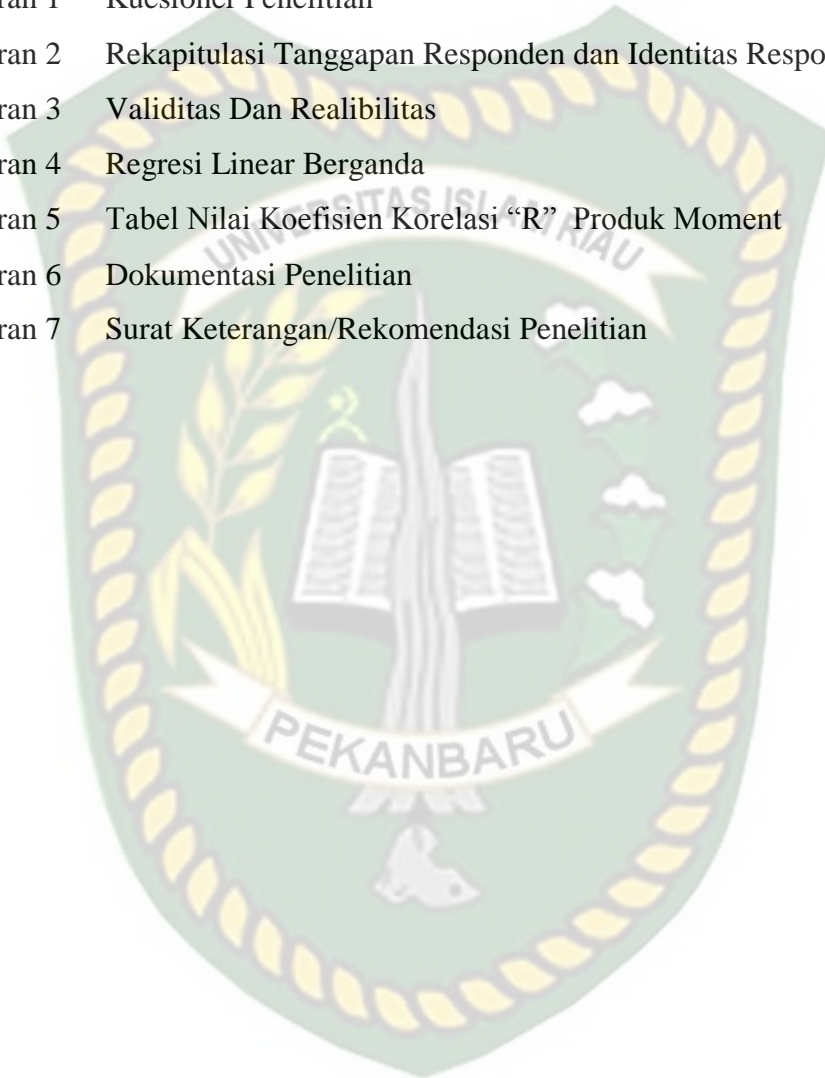 ran 1 Kuesioner Penelitian
ran 2 Rekapitulasi Tanggapan Responden dan Identitas Respo
ran 3 Validitas Dan Realibilitas
ran 4 Regresi Linear Berganda
ran 5 Tabel Nilai Koefisien Korelasi “R” Produk Moment
ran 6 Dokumentasi Penelitian
ran 7 Surat Keterangan/Rekomendasi Penelitian
UNIVERSITAS ISLAM RIAU
PEKANBARU